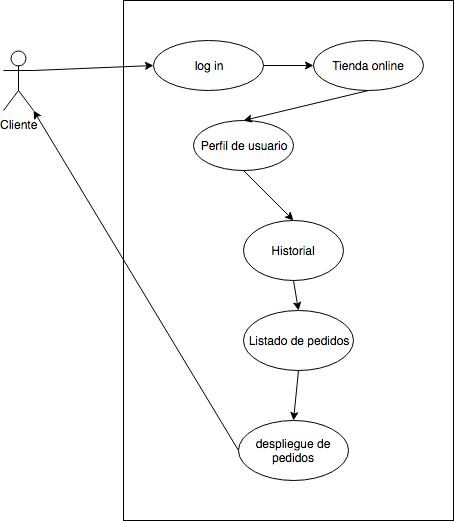 log in
Tienda online
Cliente
Perfil de usuario
Historial
Listado de pedidos
despliegue de
pedidos